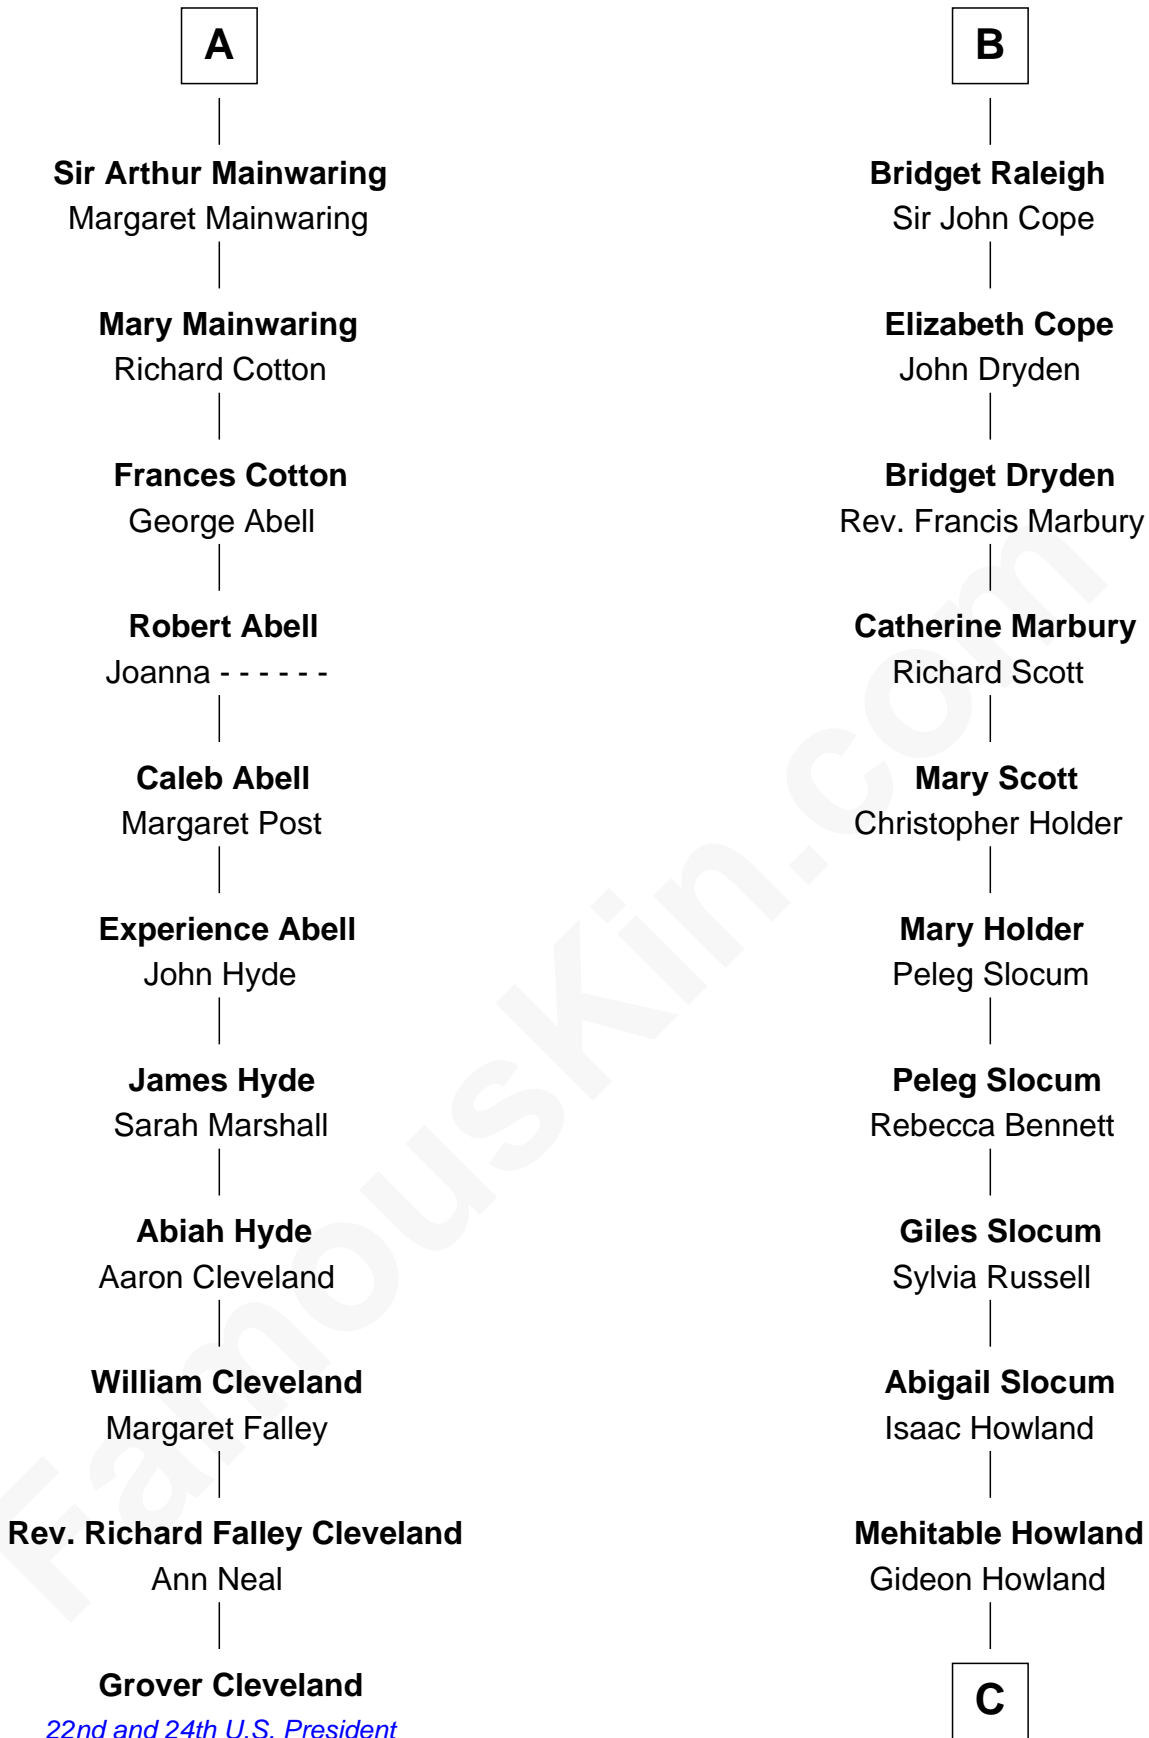 A
Sir Arthur Mainwaring
Margaret Mainwaring
Mary Mainwaring
Richard Cotton
Frances Cotton
George Abell
Robert Abell
Joanna - - - - - -
Caleb Abell
Margaret Post
Experience Abell
John Hyde
James Hyde
Sarah Marshall
Abiah Hyde
Aaron Cleveland
William Cleveland
Margaret Falley
Rev. Richard Falley Cleveland
Ann Neal
Grover Cleveland
22nd and 24th U.S. President
B
Bridget Raleigh
Sir John Cope
Elizabeth Cope
John Dryden
Bridget Dryden
Rev. Francis Marbury
Catherine Marbury
Richard Scott
Mary Scott
Christopher Holder
Mary Holder
Peleg Slocum
Peleg Slocum
Rebecca Bennett
Giles Slocum
Sylvia Russell
Abigail Slocum
Isaac Howland
Mehitable Howland
Gideon Howland
C
FamousKin.com